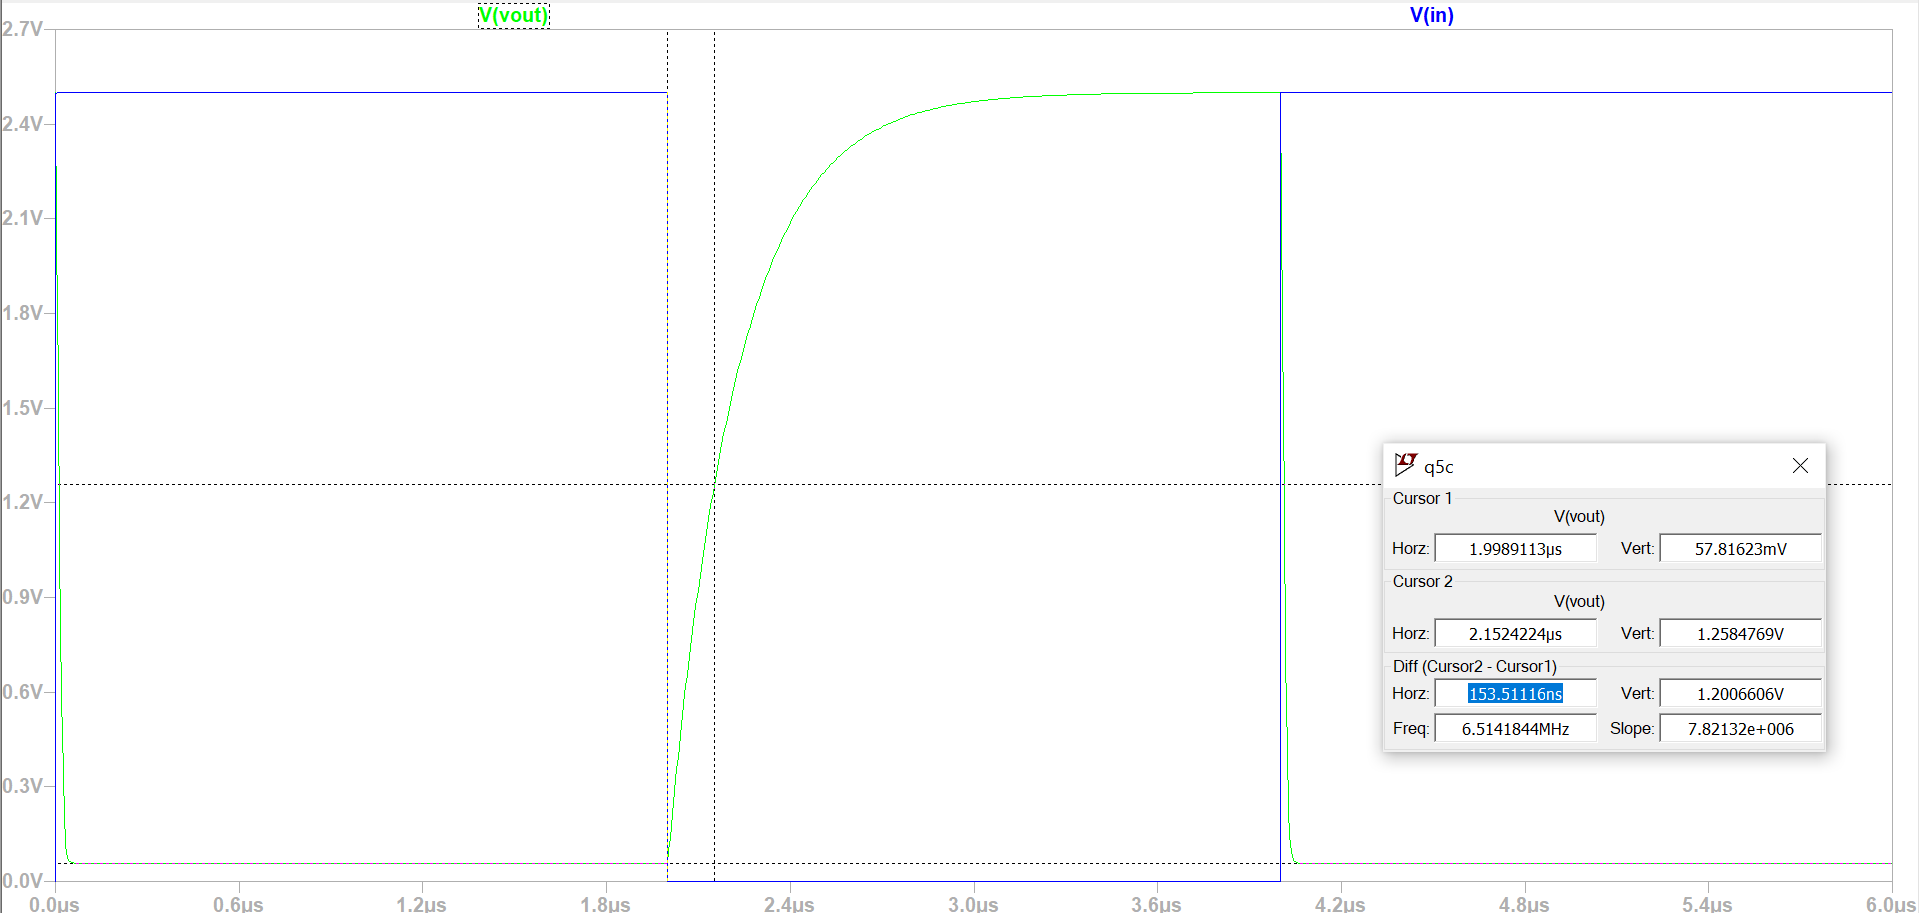 V(vout) V(in)
2.7V
2.4V
2.1V
1.8V
1.5V
1.2V
0.9V
0.6V
0.3V
0.0V
0.0µs 0.6µs 1.2µs 1.8µs 2.4µs 3.0µs 3.6µs 4.2µs 4.8µs 5.4µs 6.0µs
q5c
Cursor 1
V(vout)
Horz: 1.9989113µs Vert: 57.81623mV
Cursor 2
V(vout)
Horz: 2.1524224µs Vert: 1.2584769V
Diff (Cursor2 - Cursor1)
Horz: 153.51116ns Vert: 1.2006606V
Freq: 6.5141844MHz Slope: 7.82132e+006